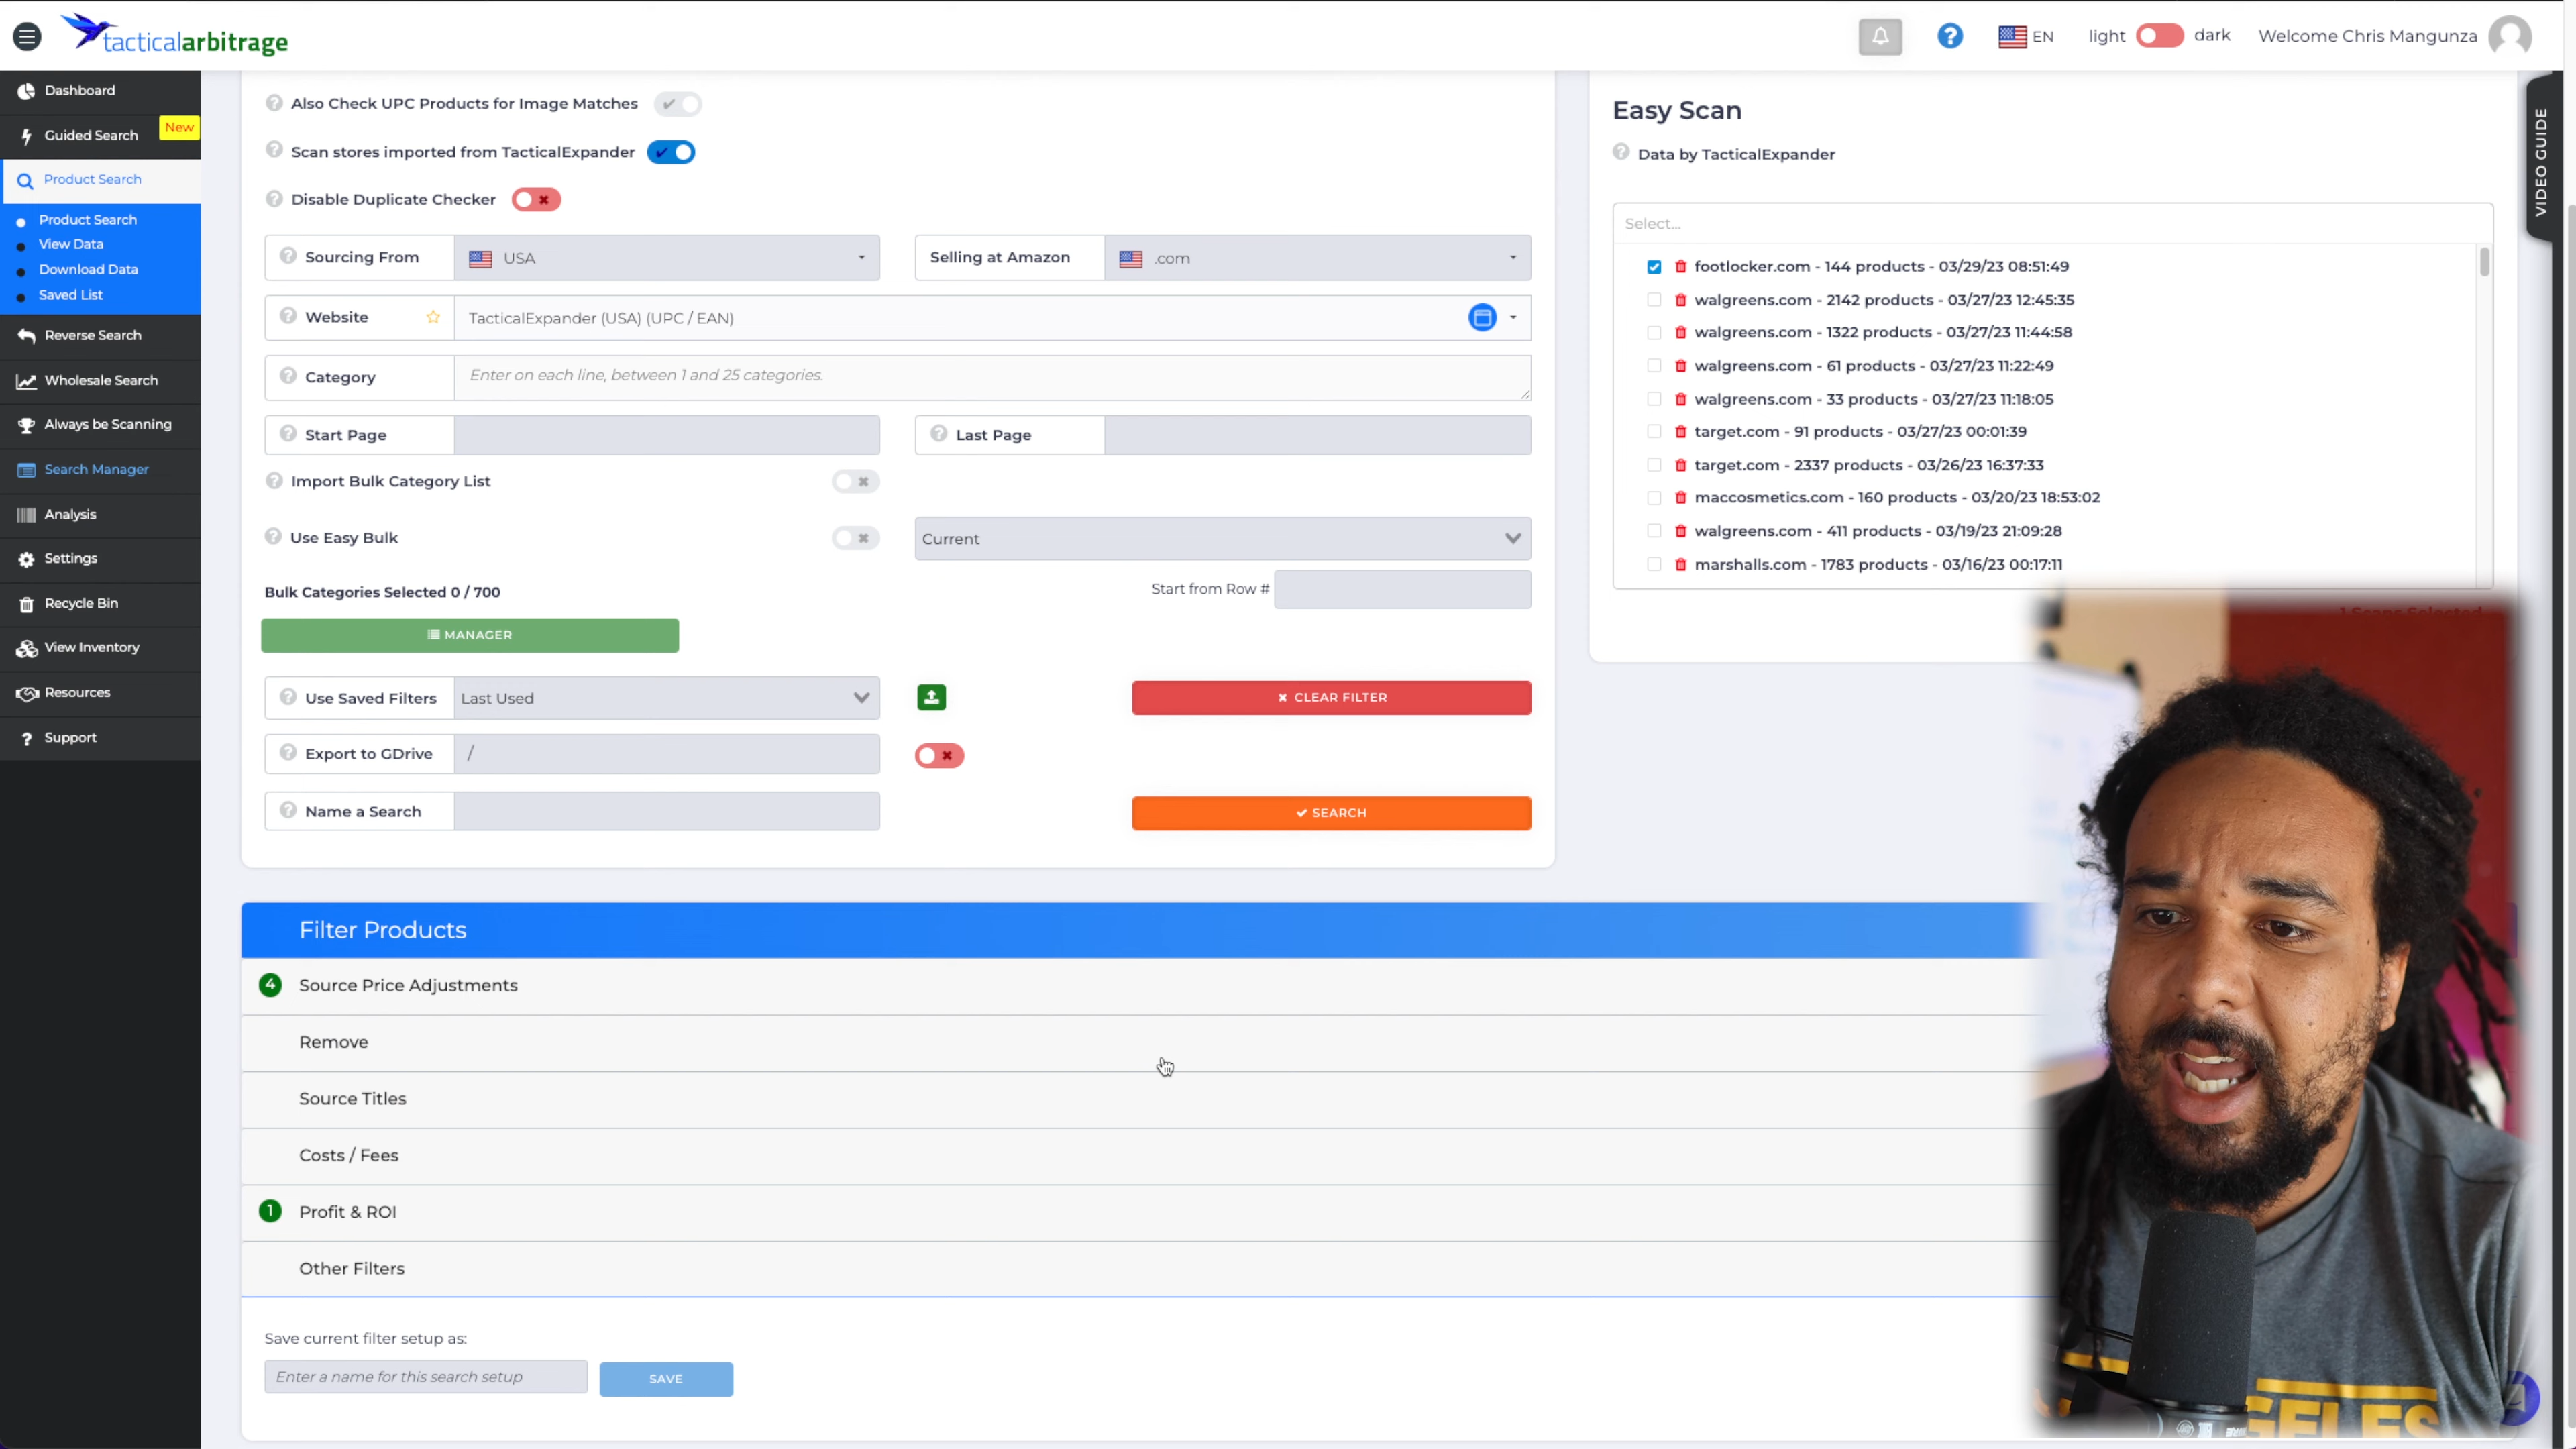 tacticalarbitrage
EN
light
dark
Welcome Chris Mangunza
Dashboard
Guided Search
New
Product Search
Product Search
View Data
Download Data
Saved List
Reverse Search
Wholesale Search
Always be Scanning
Search Manager
Analysis
Settings
Recycle Bin
View Inventory
Resources
Support
Also Check UPC Products for Image Matches
Scan stores imported from TacticalExpander
Disable Duplicate Checker
Sourcing From
USA
Selling at Amazon
.com
Website
TacticalExpander (USA) (UPC / EAN)
Category
Enter on each line, between 1 and 25 categories.
Start Page
Last Page
Import Bulk Category List
Use Easy Bulk
Current
Bulk Categories Selected 0 / 700
Start from Row #
MANAGER
Use Saved Filters
Last Used
CLEAR FILTER
Export to GDrive
/
Name a Search
SEARCH
Easy Scan
Data by TacticalExpander
Select...
footlocker.com - 144 products - 03/29/23 08:51:49
walgreens.com - 2142 products - 03/27/23 12:45:35
walgreens.com - 1322 products - 03/27/23 11:44:58
walgreens.com - 61 products - 03/27/23 11:22:49
walgreens.com - 33 products - 03/27/23 11:18:05
target.com - 91 products - 03/27/23 00:01:39
target.com - 2337 products - 03/26/23 16:37:33
maccosmetics.com - 160 products - 03/20/23 18:53:02
walgreens.com - 411 products - 03/19/23 21:09:28
marshalls.com - 1783 products - 03/16/23 00:17:11
1 Scans Selected
VIDEO GUIDE
Filter Products
4 Source Price Adjustments
Remove
Source Titles
Costs / Fees
1 Profit & ROI
Other Filters
Save current filter setup as:
Enter a name for this search setup
SAVE